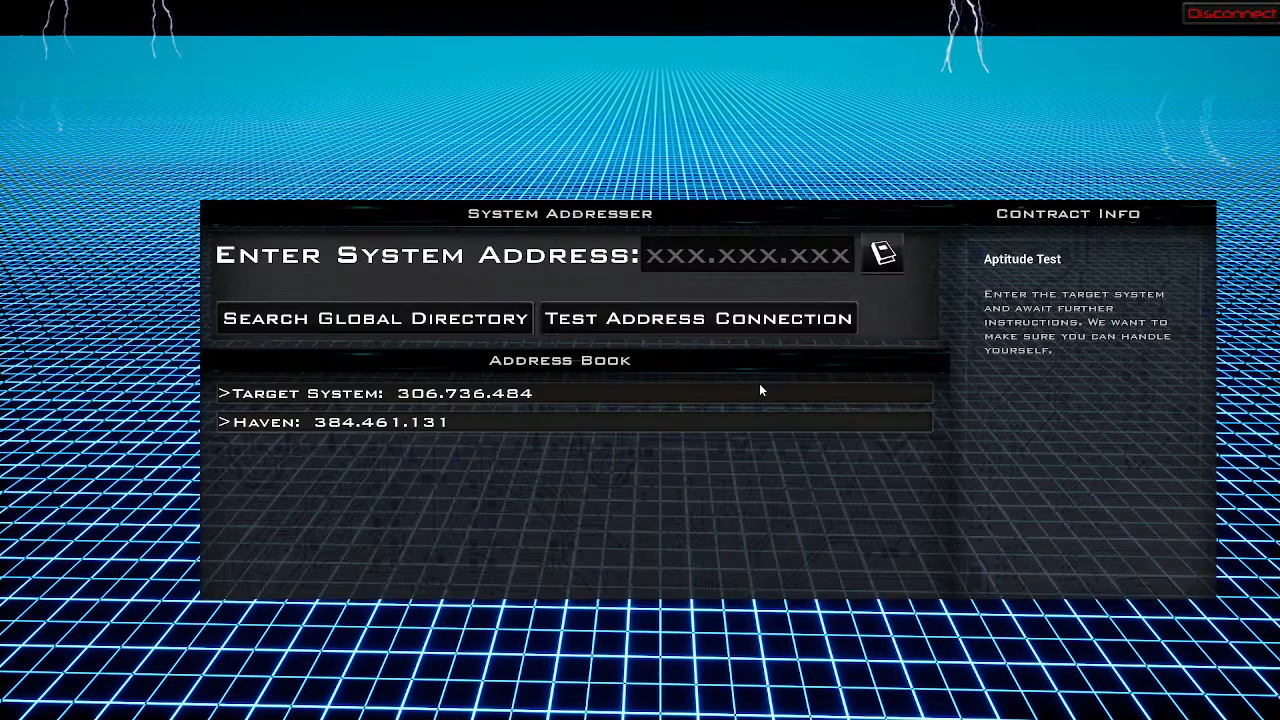 Disconnect
System Addresser
Contract Info
Enter System Address: xxx.xxx.xxx
Aptitude Test
Enter the target system
and await further
instructions. We want to
make sure you can handle
yourself.
Search Global Directory
Test Address Connection
Address Book
>Target System: 306.736.484
>Haven: 384.461.131